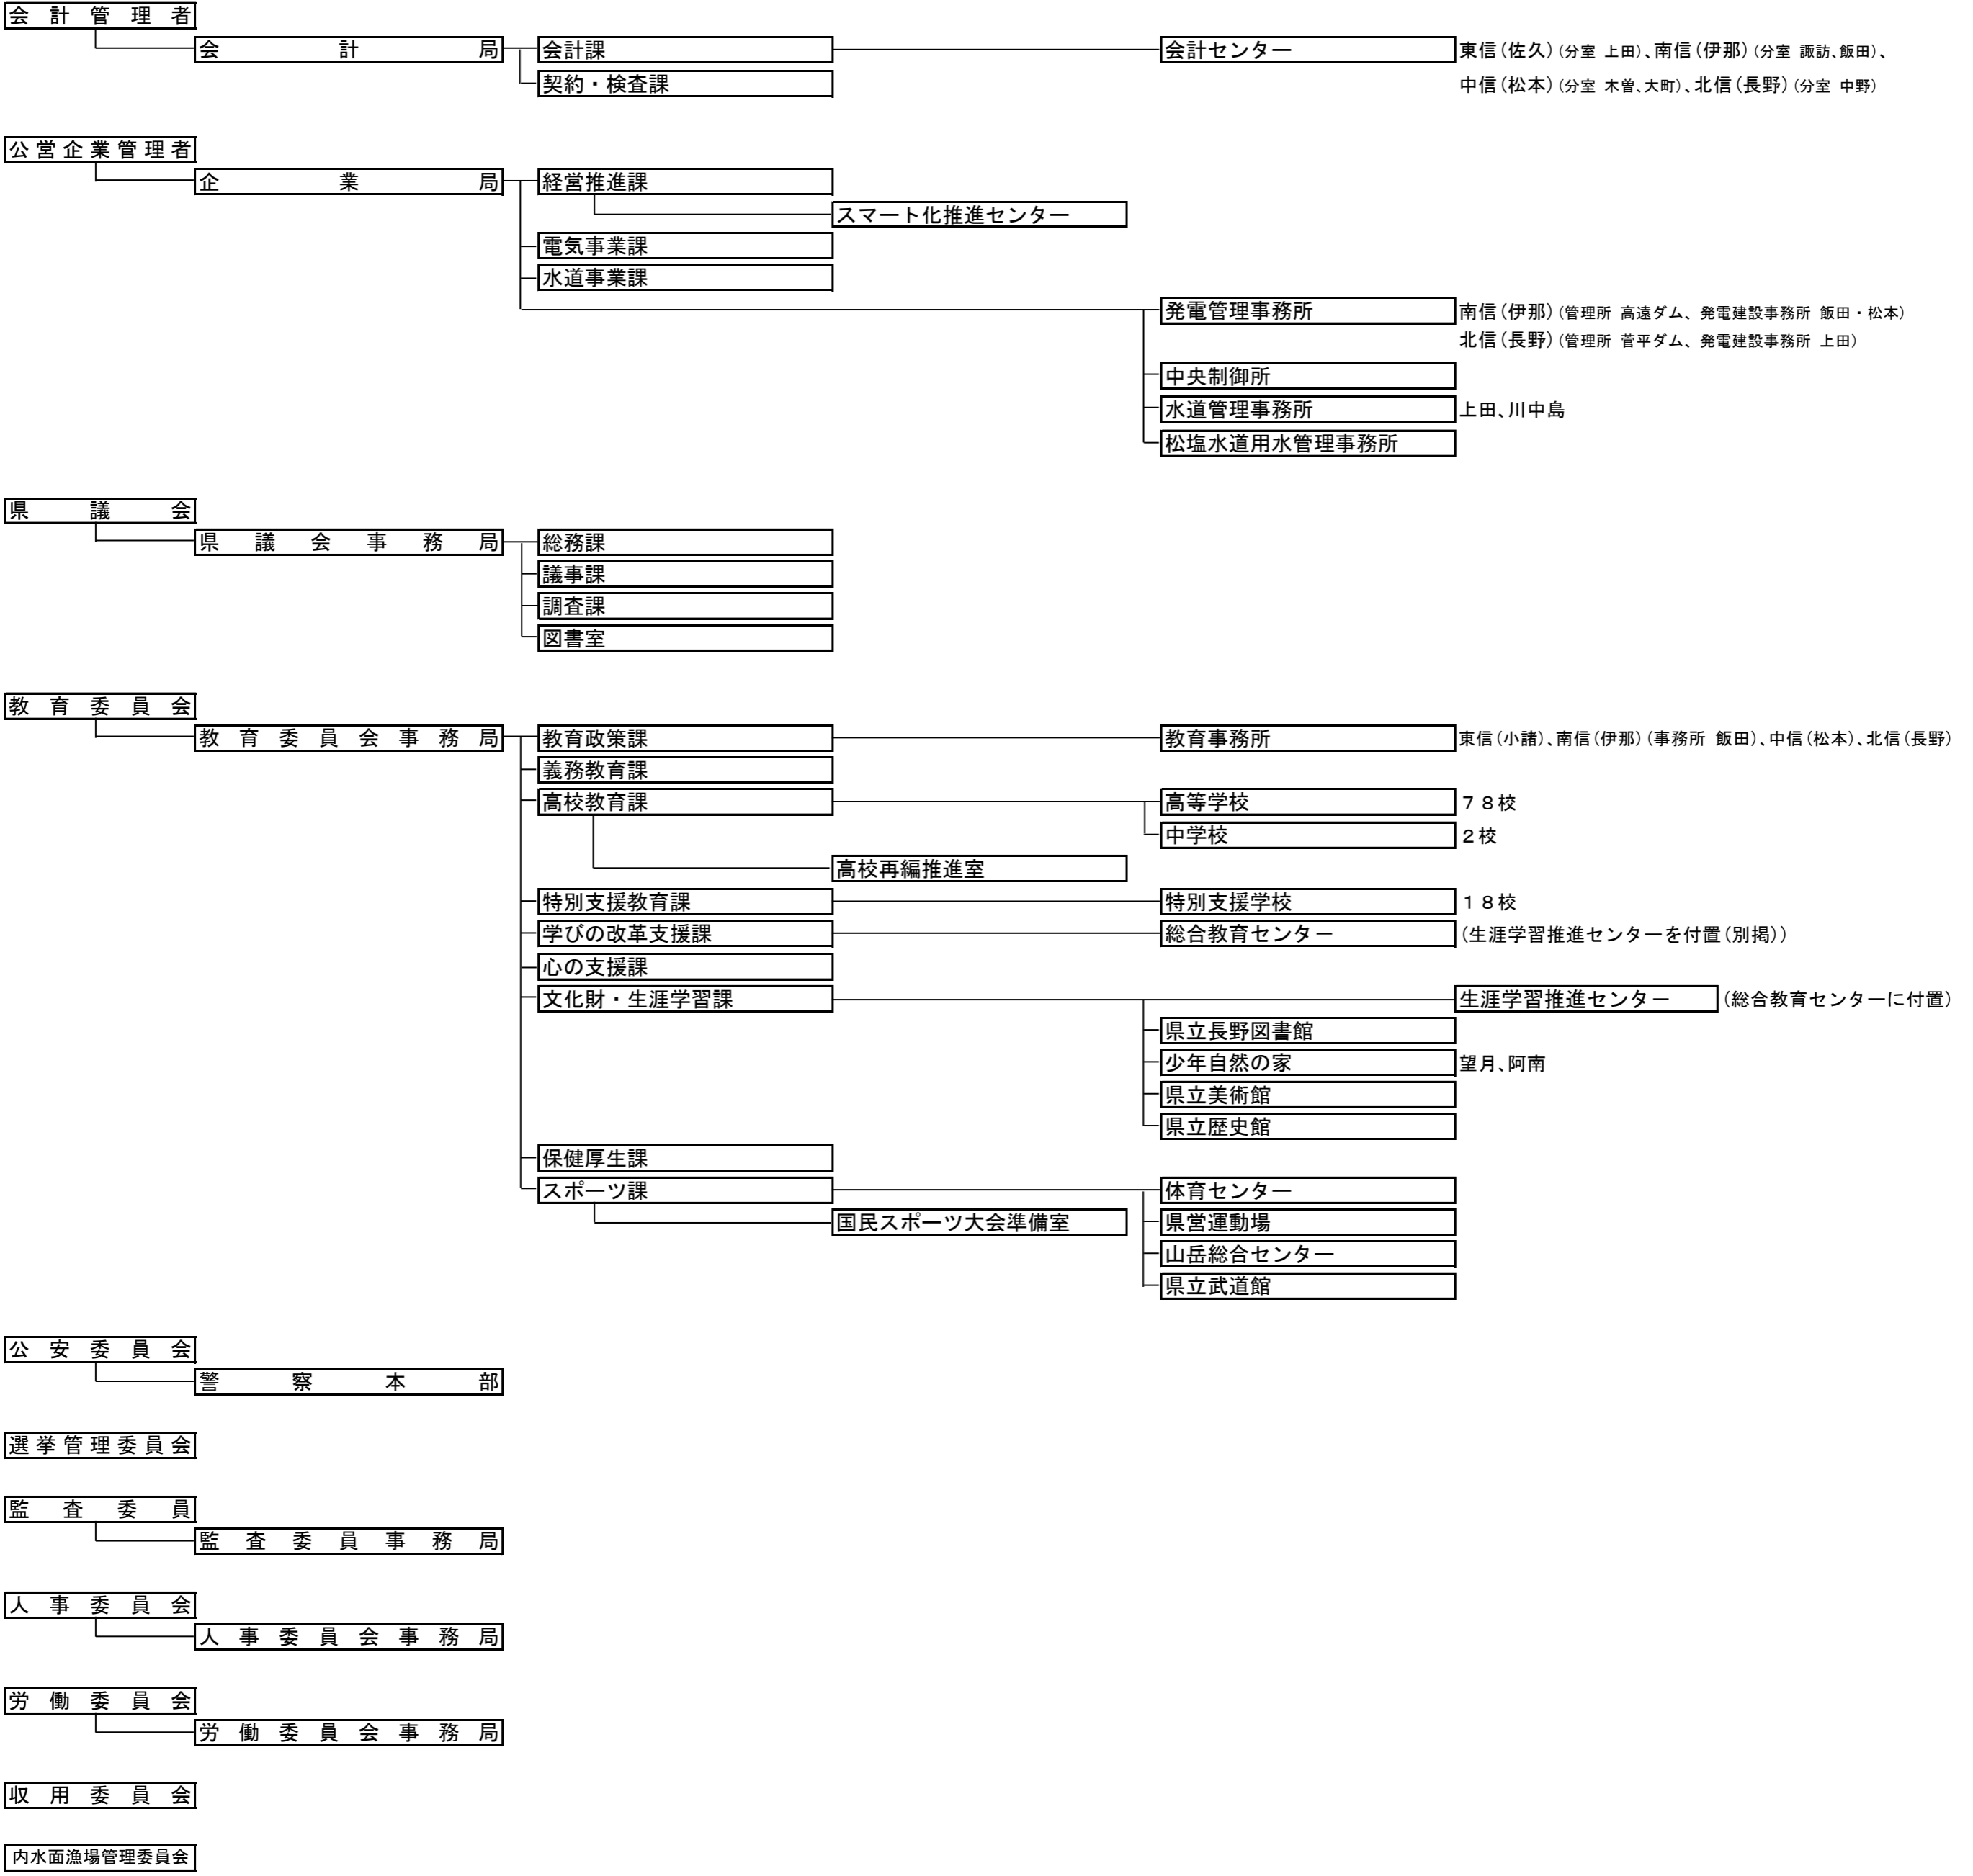 会計管理者
会計局 会計課 会計センター 東信(佐久)(分室 上田)、南信(伊那)(分室 諏訪、飯田)、
契約・検査課 中信(松本)(分室 木曽、大町)、北信(長野)(分室 中野)
公営企業管理者
企業局 経営推進課
スマート化推進センター
電気事業課
水道事業課
発電管理事務所 南信(伊那)(管理所 高遠ダム、発電建設事務所 飯田・松本)
北信(長野)(管理所 菅平ダム、発電建設事務所 上田)
中央制御所
水道管理事務所 上田、川中島
松塩水道用水管理事務所
県議会
県議会事務局 総務課
議事課
調査課
図書室
教育委員会
教育委員会事務局 教育政策課 教育事務所 東信(小諸)、南信(伊那)(事務所 飯田)、中信(松本)、北信(長野)
義務教育課
高校教育課 高等学校 78校
中学校 2校
高校再編推進室
特別支援教育課 特別支援学校 18校
学びの改革支援課 総合教育センター (生涯学習推進センターを付置(別掲))
心の支援課
文化財・生涯学習課 生涯学習推進センター (総合教育センターに付置)
県立長野図書館
少年自然の家 望月、阿南
県立美術館
県立歴史館
保健厚生課
スポーツ課 体育センター
国民スポーツ大会準備室 県営運動場
山岳総合センター
県立武道館
公安委員会
警察本部
選挙管理委員会
監査委員
監査委員事務局
人事委員会
人事委員会事務局
労働委員会
労働委員会事務局
収用委員会
内水面漁場管理委員会